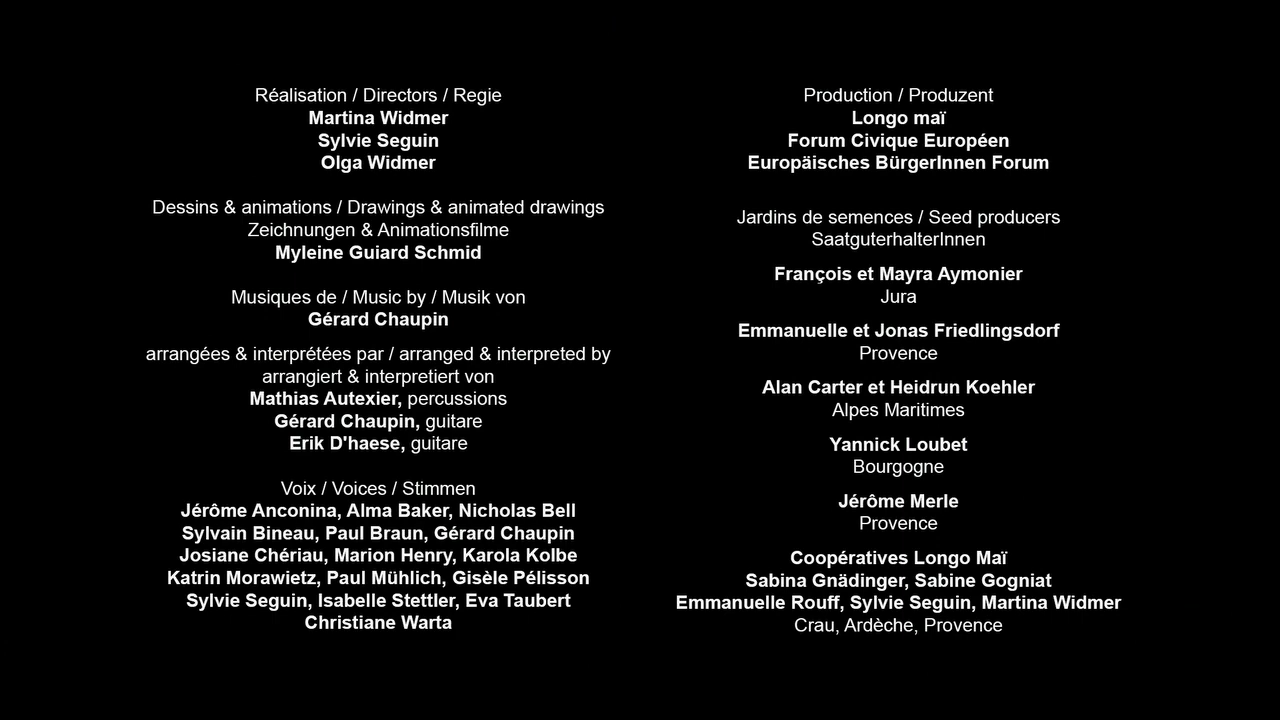 Réalisation / Directors / Regie
Martina Widmer
Sylvie Seguin
Olga Widmer
Dessins & animations / Drawings & animated drawings
Zeichnungen & Animationsfilme
Myleine Guiard Schmid
Musiques de / Music by / Musik von
Gérard Chaupin
arrangées & interprétées par / arranged & interpreted by
arrangiert & interpretiert von
Mathias Autexier, percussions
Gérard Chaupin, guitare
Erik D'haese, guitare
Voix / Voices / Stimmen
Jérôme Anconina, Alma Baker, Nicholas Bell
Sylvain Bineau, Paul Braun, Gérard Chaupin
Josiane Chériau, Marion Henry, Karola Kolbe
Katrin Morawietz, Paul Mühlich, Gisèle Pélisson
Sylvie Seguin, Isabelle Stettler, Eva Taubert
Christiane Warta
Production / Produzent
Longo maï
Forum Civique Européen
Europäisches BürgerInnen Forum
Jardins de semences / Seed producers
SaatguterhalterInnen
François et Mayra Aymonier
Jura
Emmanuelle et Jonas Friedlingsdorf
Provence
Alan Carter et Heidrun Koehler
Alpes Maritimes
Yannick Loubet
Bourgogne
Jérôme Merle
Provence
Coopératives Longo Maï
Sabina Gnädinger, Sabine Gogniat
Emmanuelle Rouff, Sylvie Seguin, Martina Widmer
Crau, Ardèche, Provence